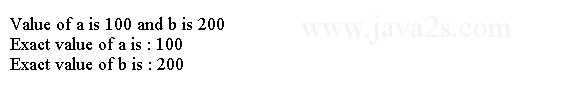 Value of a is 100 and b is 200
Exact value of a is : 100
Exact value of b is : 200
www.java2s.com